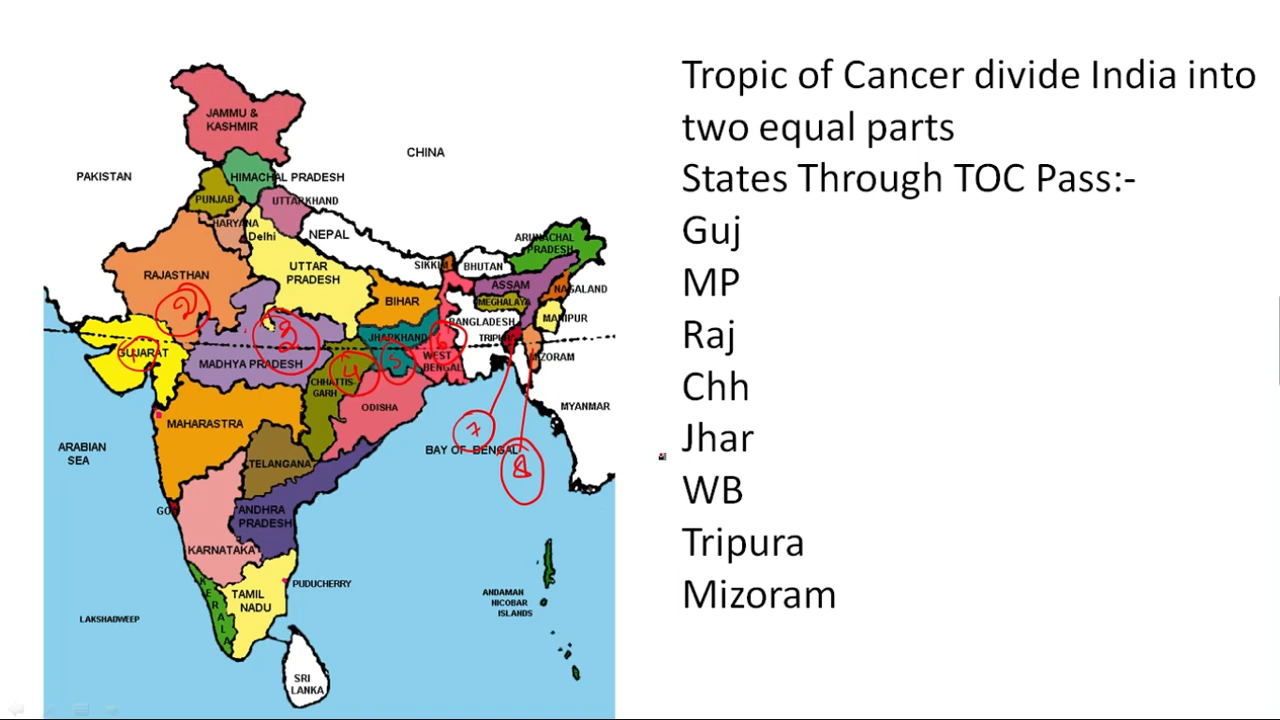 Tropic of Cancer divide India into
two equal parts
States Through TOC Pass:-
Guj
MP
Raj
Chh
Jhar
WB
Tripura
Mizoram
JAMMU &
KASHMIR
CHINA
PAKISTAN
HIMACHAL PRADESH
PUNJAB
UTTARKHAND
HARYANA
Delhi
NEPAL
ARUNACHAL
PRADESH
SIKKIM
BHUTAN
RAJASTHAN
UTTAR
PRADESH
ASSAM
NAGALAND
BIHAR
MEGHALAYA
2
BANGLADESH
MANIPUR
3
6
JHARKHAND
TRIPURA
1
GUJARAT
MADHYA PRADESH
5
WEST
BENGAL
MIZORAM
4
CHHATTIS-
GARH
ODISHA
MYANMAR
MAHARASTRA
7
ARABIAN
SEA
BAY OF BENGAL
8
TELANGANA
GOA
ANDHRA
PRADESH
KARNATAKA
PUDUCHERRY
KERALA
TAMIL
NADU
ANDAMAN
NICOBAR
ISLANDS
LAKSHADWEEP
SRI
LANKA